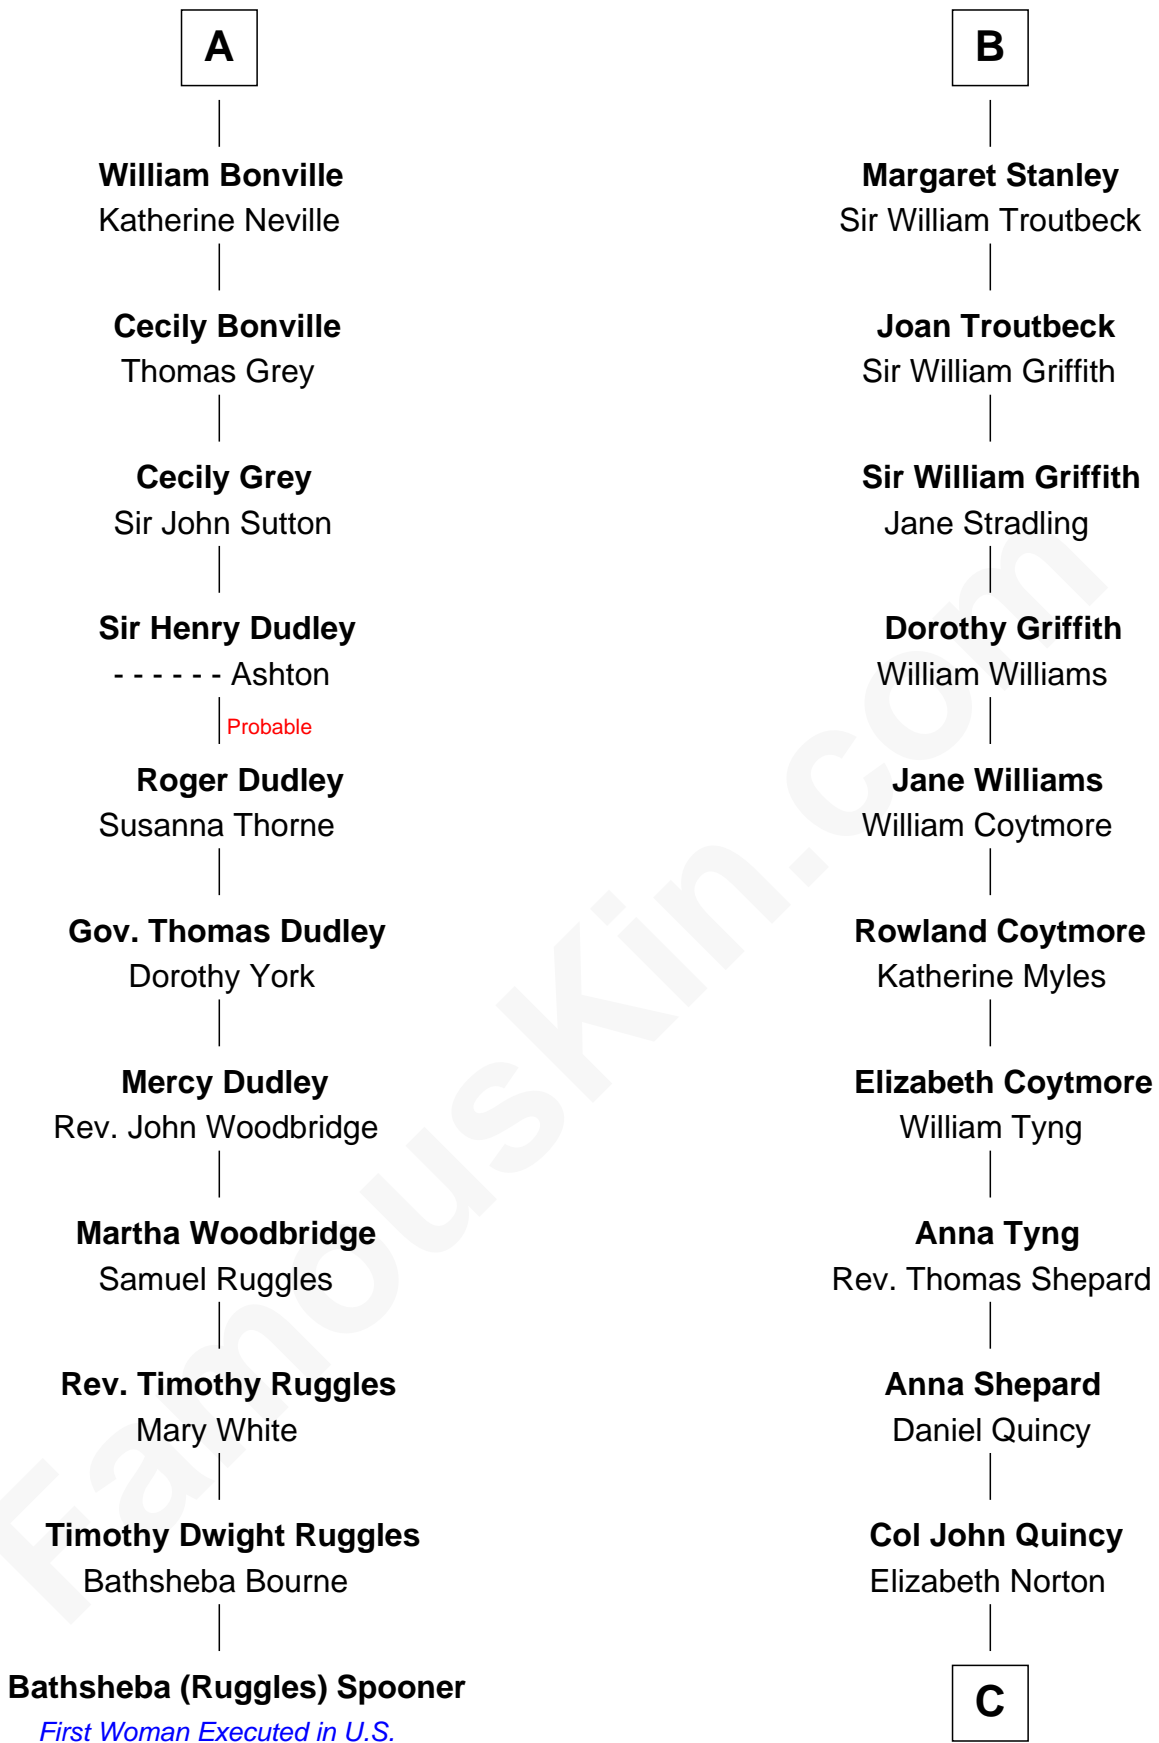 A
William Bonville
Katherine Neville
Cecily Bonville
Thomas Grey
Cecily Grey
Sir John Sutton
Sir Henry Dudley
- - - - - - Ashton
Probable
Roger Dudley
Susanna Thorne
Gov. Thomas Dudley
Dorothy York
Mercy Dudley
Rev. John Woodbridge
Martha Woodbridge
Samuel Ruggles
Rev. Timothy Ruggles
Mary White
Timothy Dwight Ruggles
Bathsheba Bourne
Bathsheba (Ruggles) Spooner
First Woman Executed in U.S.
B
Margaret Stanley
Sir William Troutbeck
Joan Troutbeck
Sir William Griffith
Sir William Griffith
Jane Stradling
Dorothy Griffith
William Williams
Jane Williams
William Coytmore
Rowland Coytmore
Katherine Myles
Elizabeth Coytmore
William Tyng
Anna Tyng
Rev. Thomas Shepard
Anna Shepard
Daniel Quincy
Col John Quincy
Elizabeth Norton
C
FamousKin.com